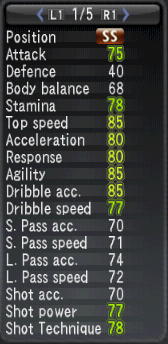 L1 1/5 R1
Position SS
Attack 75
Defence 40
Body balance 68
Stamina 78
Top speed 85
Acceleration 80
Response 80
Agility 85
Dribble acc. 85
Dribble speed 77
S. Pass acc. 70
S. Pass speed 71
L. Pass acc. 74
L. Pass speed 72
Shot acc. 70
Shot power 77
Shot Technique 78